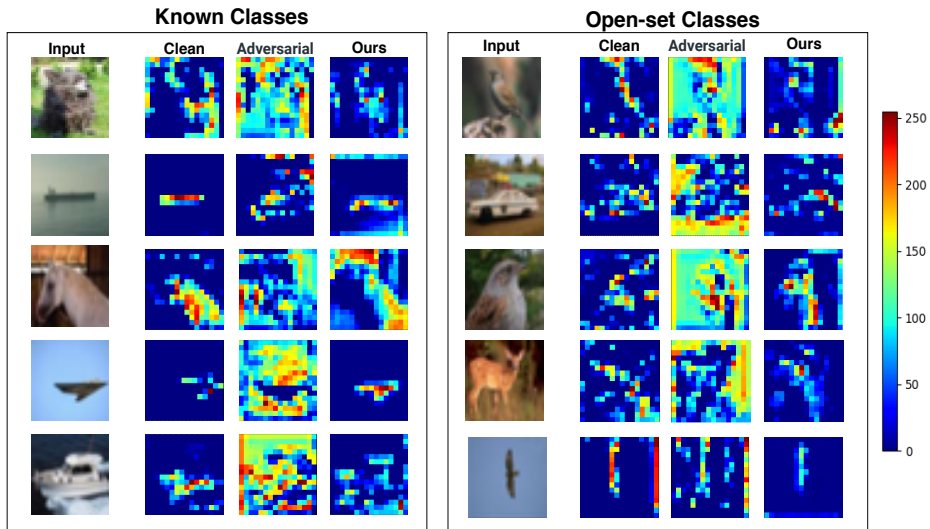 Known Classes
Open-set Classes
Input Clean Adversarial Ours
Input Clean Adversarial Ours
250
200
150
100
50
0